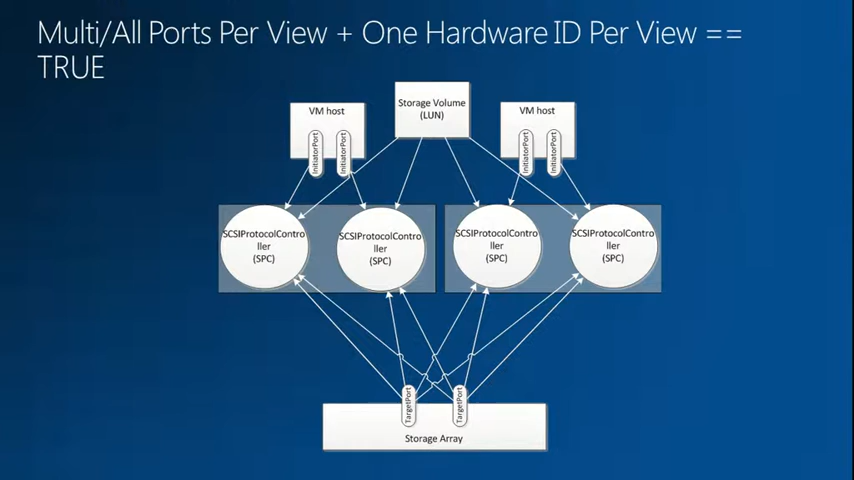 Multi/All Ports Per View + One Hardware ID Per View ==
TRUE
VM host
InitiatorPort
InitiatorPort
Storage Volume
(LUN)
VM host
InitiatorPort
InitiatorPort
SCSIProtocolContro
ller
(SPC)
SCSIProtocolContro
ller
(SPC)
SCSIProtocolContro
ller
(SPC)
SCSIProtocolContro
ller
(SPC)
TargetPort
TargetPort
Storage Array